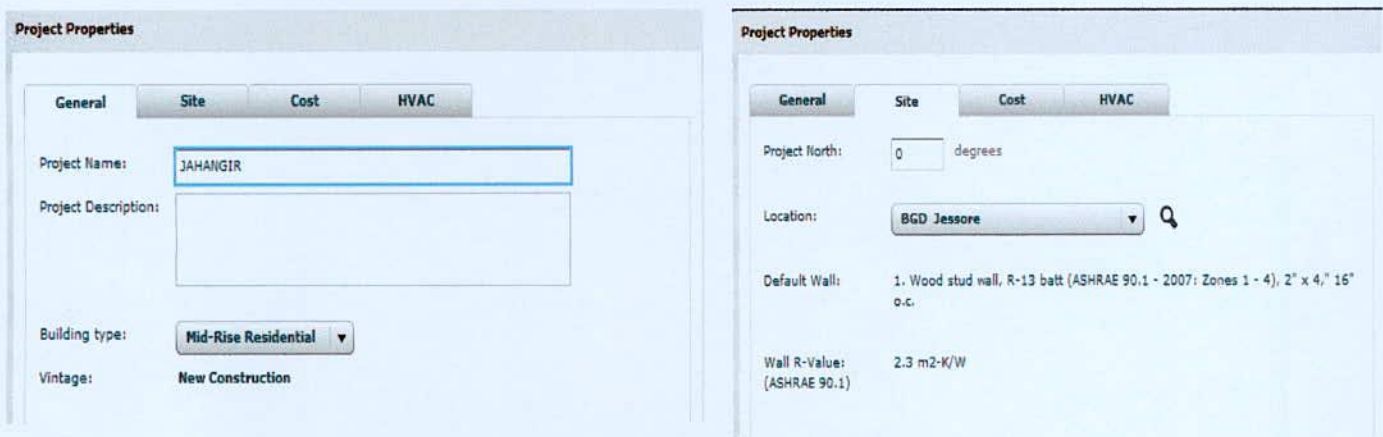 Project Properties
General Site Cost HVAC
Project Name: JAHANGIR
Project Description:
Building type: Mid-Rise Residential
Vintage: New Construction
Project Properties
General Site Cost HVAC
Project North: 0 degrees
Location: BGD Jessore
Default Wall: 1. Wood stud wall, R-13 batt (ASHRAE 90.1 - 2007: Zones 1 - 4), 2" x 4," 16"
o.c.
Wall R-Value: 2.3 m2-K/W
(ASHRAE 90.1)